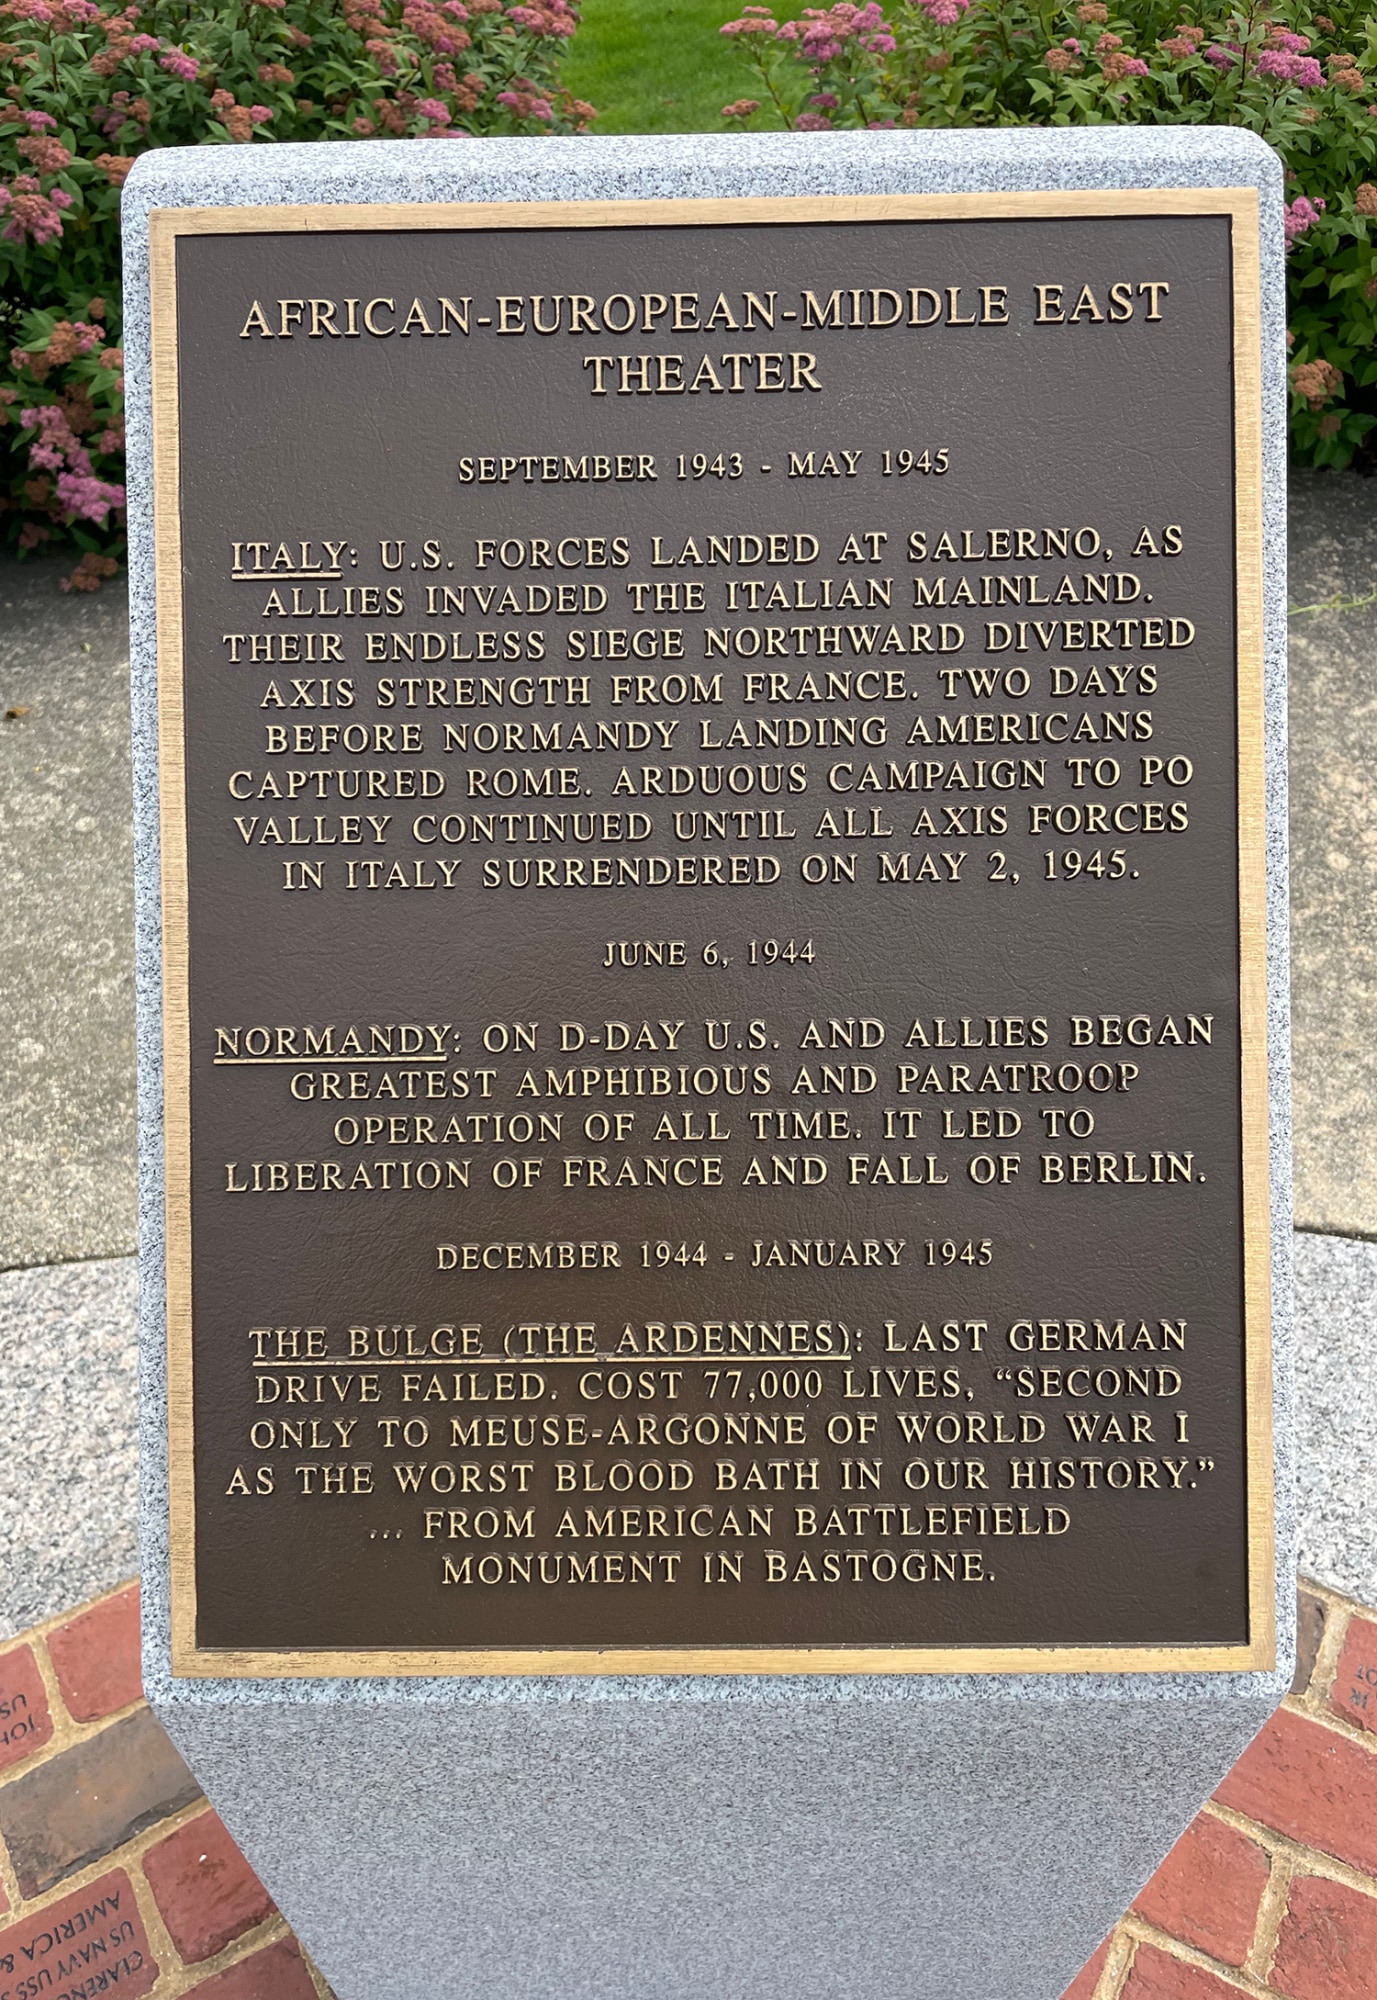 AFRICAN-EUROPEAN-MIDDLE EAST
THEATER
SEPTEMBER 1943 - MAY 1945
ITALY: U.S. FORCES LANDED AT SALERNO, AS
ALLIES INVADED THE ITALIAN MAINLAND.
THEIR ENDLESS SIEGE NORTHWARD DIVERTED
AXIS STRENGTH FROM FRANCE. TWO DAYS
BEFORE NORMANDY LANDING AMERICANS
CAPTURED ROME. ARDUOUS CAMPAIGN TO PO
VALLEY CONTINUED UNTIL ALL AXIS FORCES
IN ITALY SURRENDERED ON MAY 2, 1945.
JUNE 6, 1944
NORMANDY: ON D-DAY U.S. AND ALLIES BEGAN
GREATEST AMPHIBIOUS AND PARATROOP
OPERATION OF ALL TIME. IT LED TO
LIBERATION OF FRANCE AND FALL OF BERLIN.
DECEMBER 1944 - JANUARY 1945
THE BULGE (THE ARDENNES): LAST GERMAN
DRIVE FAILED. COST 77,000 LIVES, “SECOND
ONLY TO MEUSE-ARGONNE OF WORLD WAR I
AS THE WORST BLOOD BATH IN OUR HISTORY.”
... FROM AMERICAN BATTLEFIELD
MONUMENT IN BASTOGNE.
US NAVY USS
AMERICA &